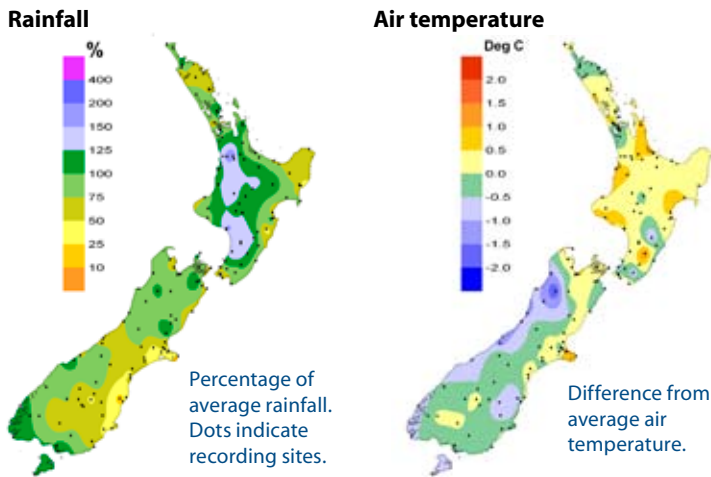 Rainfall
%
400
200
150
125
100
75
50
25
10
Percentage of
average rainfall.
Dots indicate
recording sites.
Air temperature
Deg C
2.0
1.5
1.0
0.5
-0.5
-1.0
-1.5
-2.0
Difference from
average air
temperature.